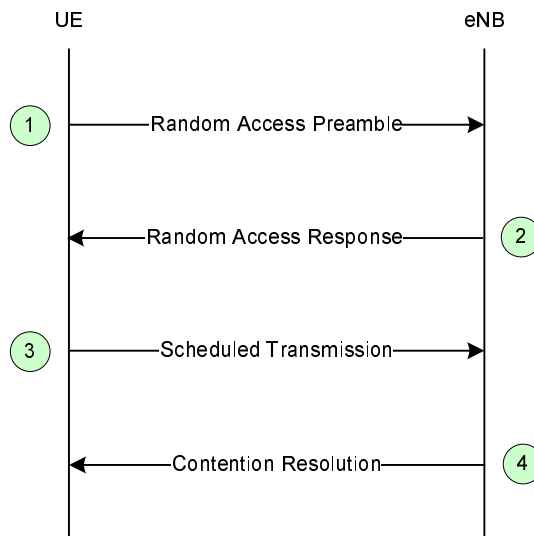 UE
eNB
1
Random Access Preamble
Random Access Response
2
3
Scheduled Transmission
Contention Resolution
4